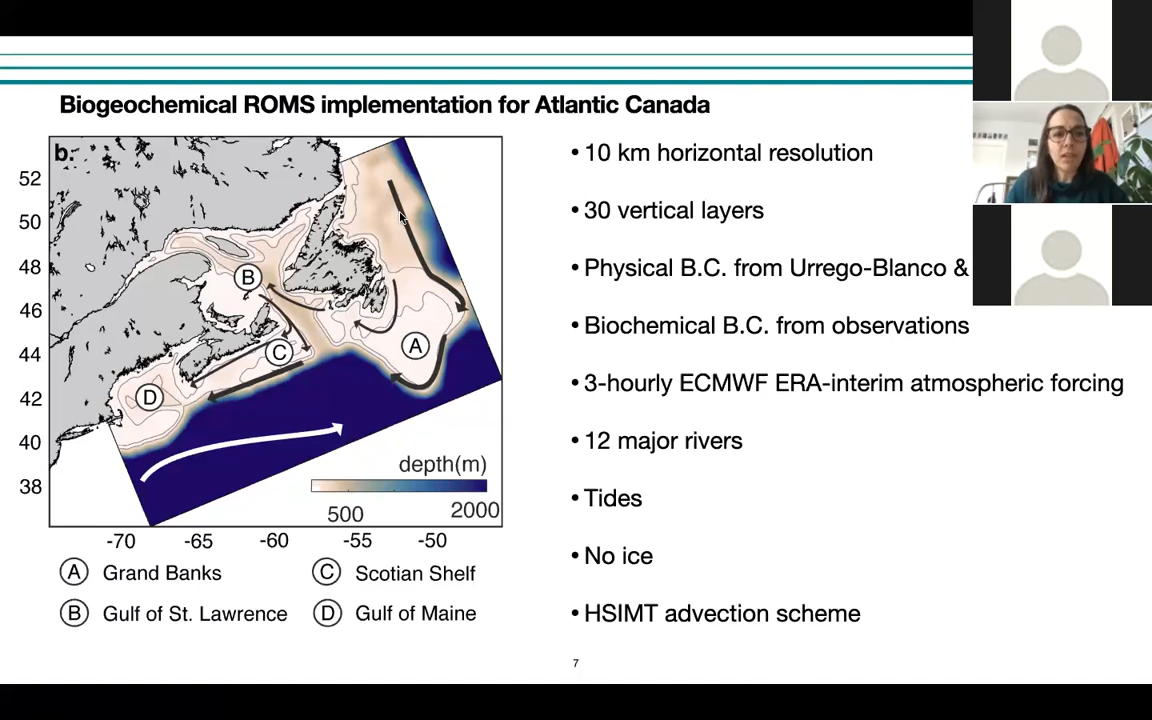 Biogeochemical ROMS implementation for Atlantic Canada
b:
52
50
48
46
44
42
40
38
B
A
C
D
depth(m)
500
2000
-70
-65
-60
-55
-50
A Grand Banks
C Scotian Shelf
B Gulf of St. Lawrence
D Gulf of Maine
• 10 km horizontal resolution
• 30 vertical layers
• Physical B.C. from Urrego-Blanco &
• Biochemical B.C. from observations
• 3-hourly ECMWF ERA-interim atmospheric forcing
• 12 major rivers
• Tides
• No ice
• HSIMT advection scheme
7